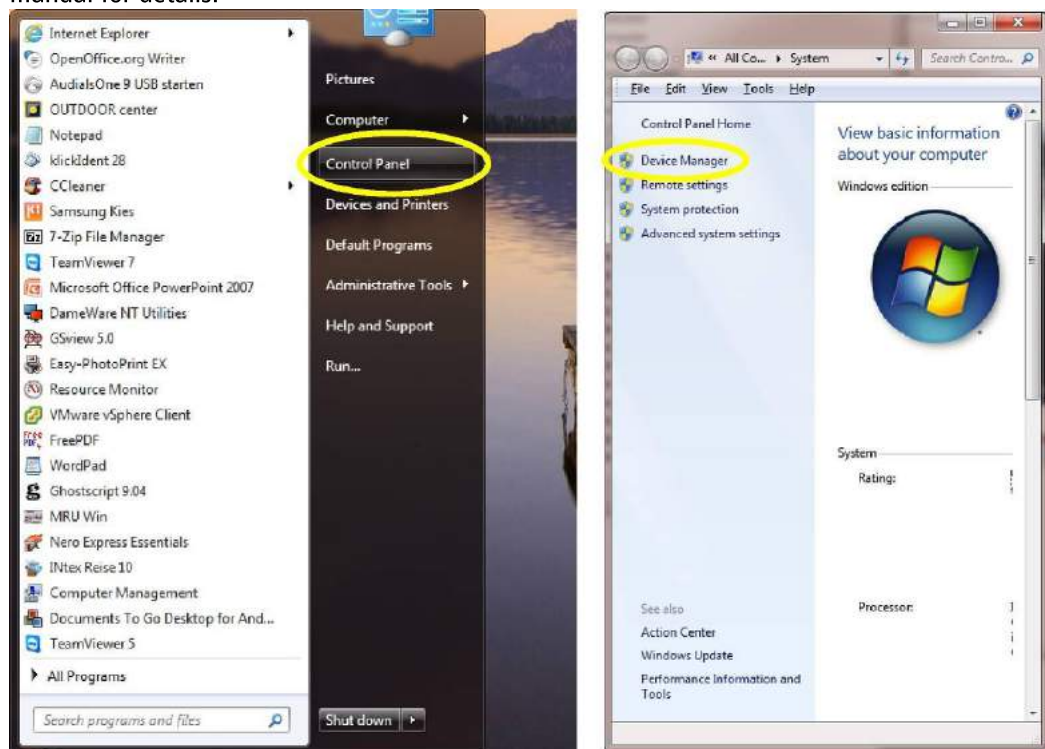 manual for details.
Internet Explorer
OpenOffice.org Writer
AudialsOne 9 USB starten
OUTDOOR center
Notepad
klickIdent 28
CCleaner
Samsung Kies
7-Zip File Manager
TeamViewer 7
Microsoft Office PowerPoint 2007
DameWare NT Utilities
GSview 5.0
Easy-PhotoPrint EX
Resource Monitor
VMware vSphere Client
FreePDF
WordPad
Ghostscript 9.04
MRU Win
Nero Express Essentials
INtex Reise 10
Computer Management
Documents To Go Desktop for And...
TeamViewer 5
All Programs
Search programs and files
Pictures
Computer
Control Panel
Devices and Printers
Default Programs
Administrative Tools
Help and Support
Run...
Shut down
« All Co... System
Search Contro...
File Edit View Tools Help
Control Panel Home
Device Manager
Remote settings
System protection
Advanced system settings
See also
Action Center
Windows Update
Performance Information and
Tools
View basic information
about your computer
Windows edition
System
Rating:
Processor: